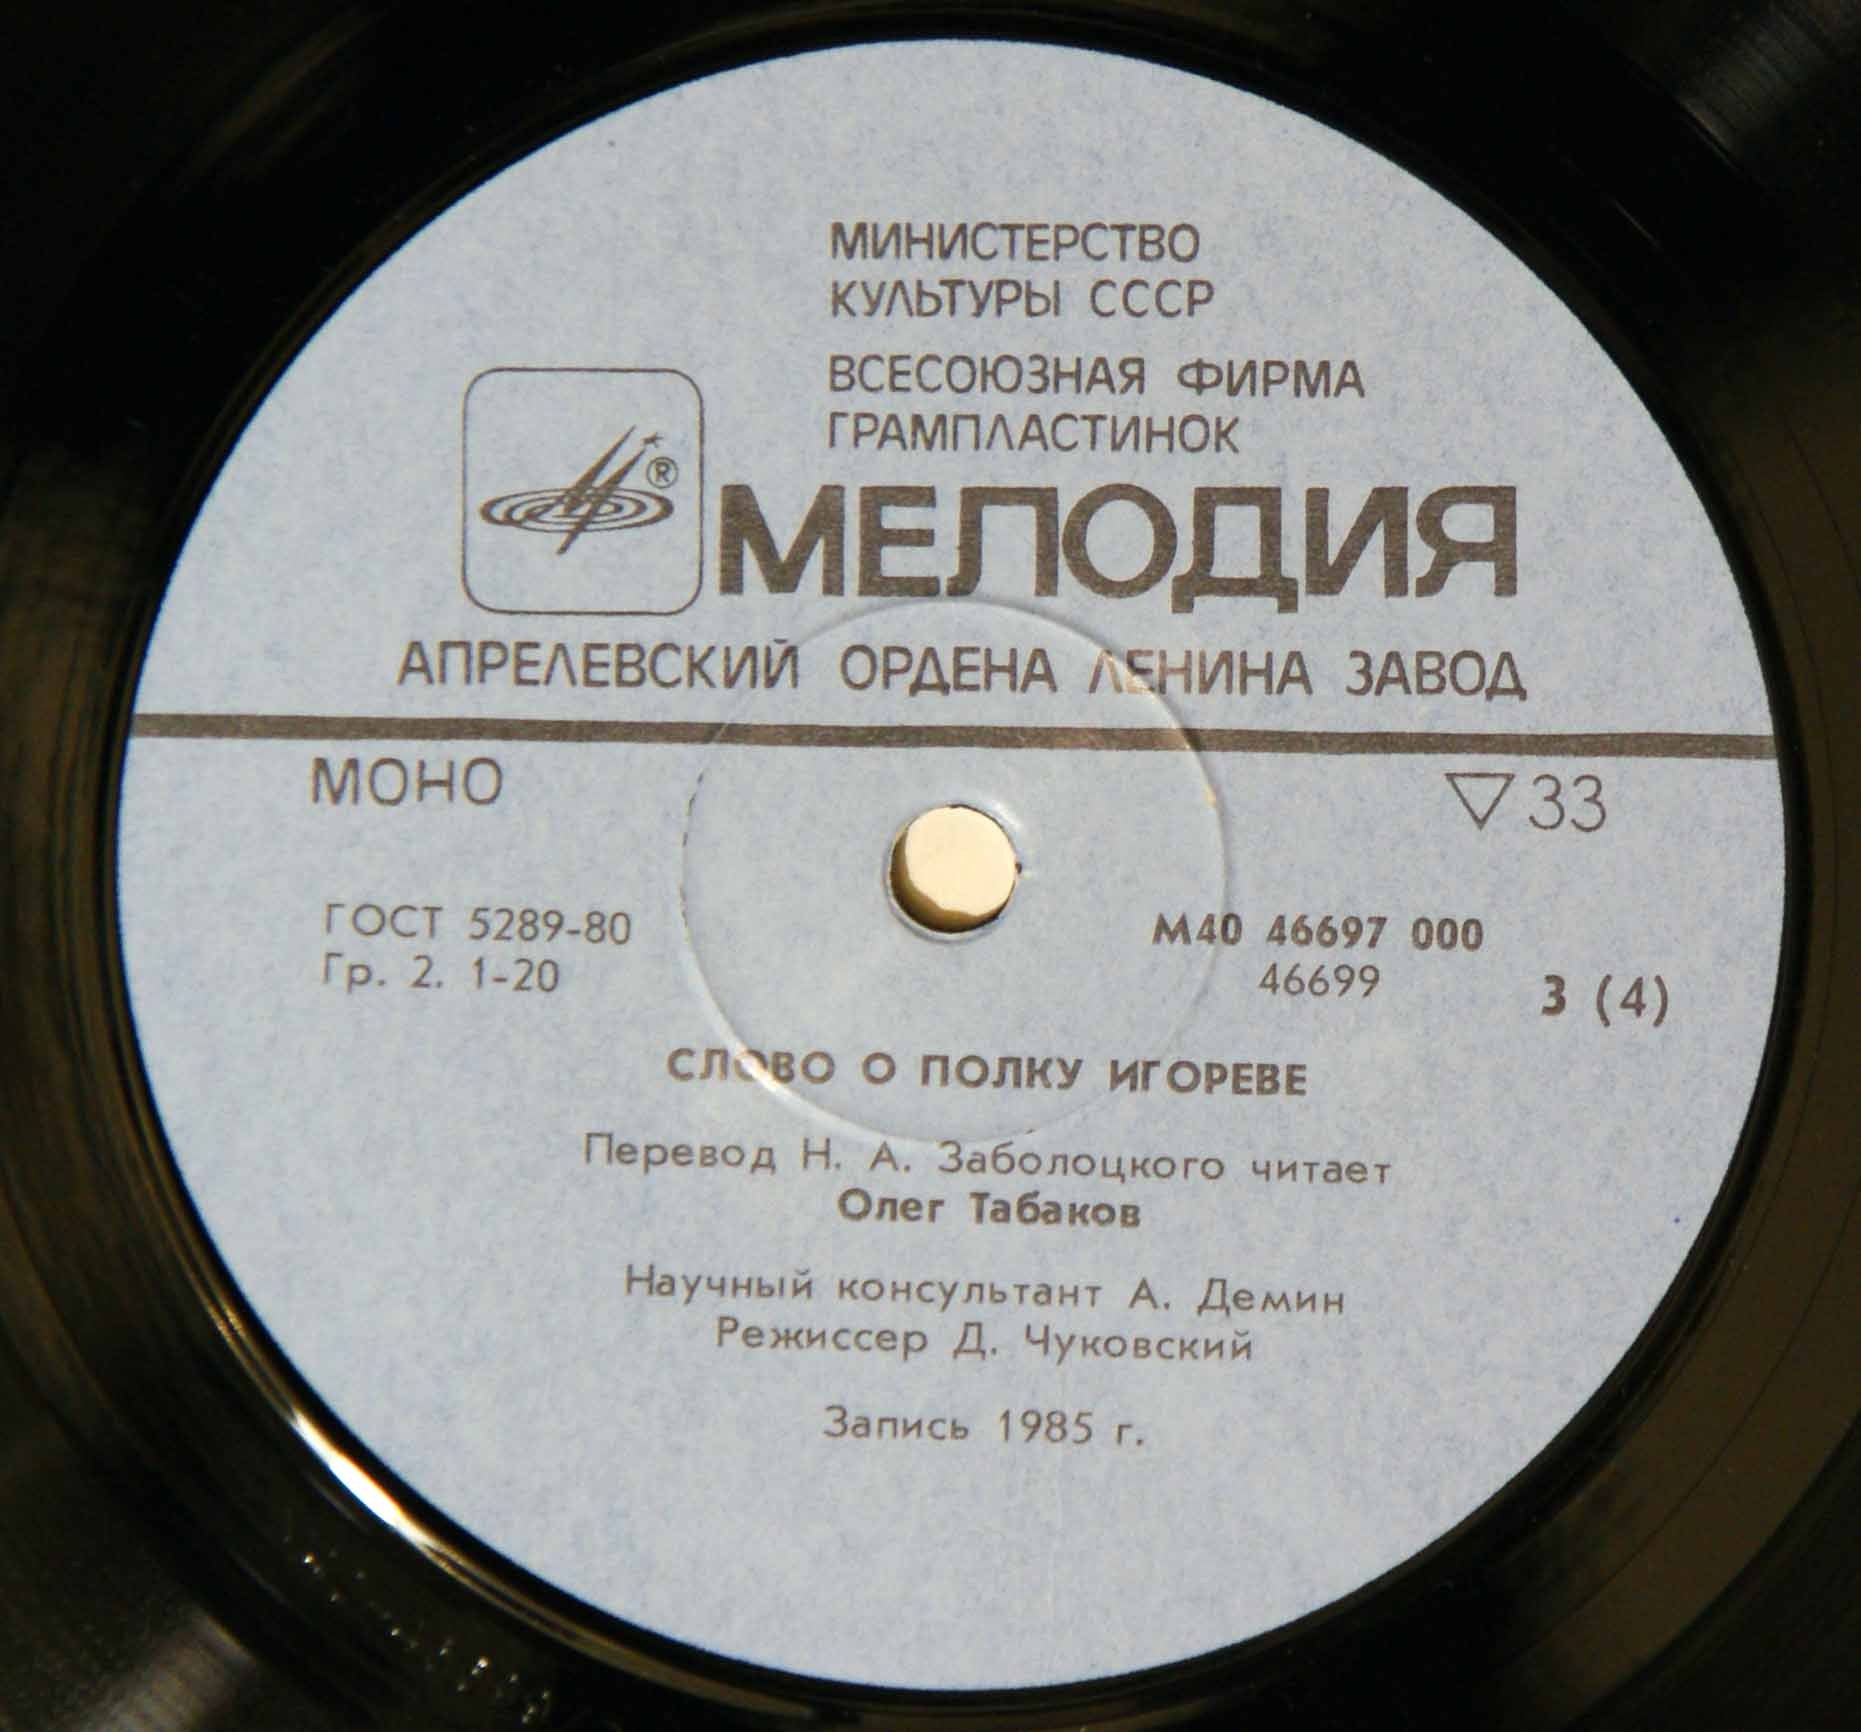 МИНИСТЕРСТВО
КУЛЬТУРЫ СССР
ВСЕСОЮЗНАЯ ФИРМА
ГРАМПЛАСТИНОК
®
МЕЛОДИЯ
АПРЕЛЕВСКИЙ ОРДЕНА ЛЕНИНА ЗАВОД
МОНО
▽33
ГОСТ 5289-80
Гр. 2. 1-20
М40 46697 000
46699
3 (4)
СЛОВО О ПОЛКУ ИГОРЕВЕ
Перевод Н. А. Заболоцкого читает
Олег Табаков
Научный консультант А. Демин
Режиссер Д. Чуковский
Запись 1985 г.